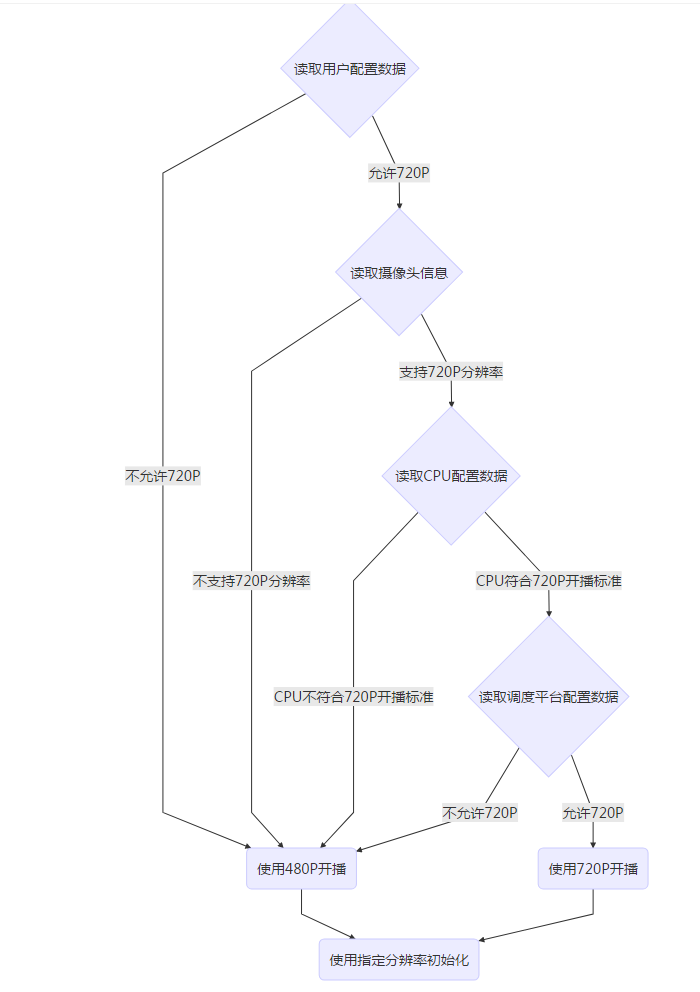 读取用户配置数据
允许720P
读取摄像头信息
支持720P分辨率
不允许720P
读取CPU配置数据
不支持720P分辨率
CPU符合720P开播标准
CPU不符合720P开播标准
读取调度平台配置数据
不允许720P
允许720P
使用480P开播
使用720P开播
使用指定分辨率初始化